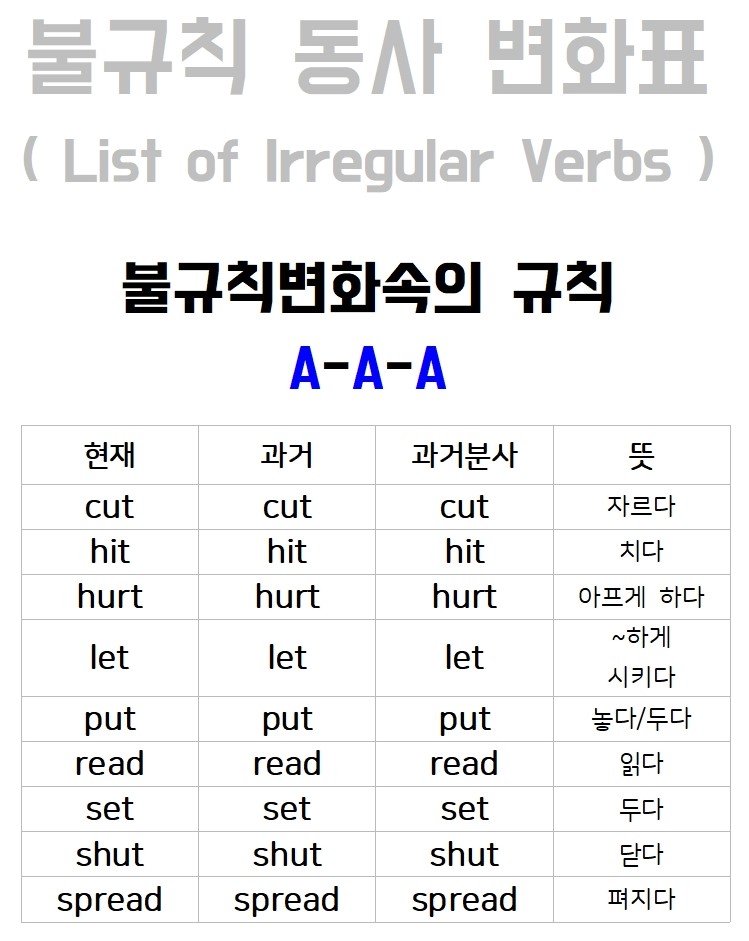 불규칙 동사 변화표
( List of Irregular Verbs )
불규칙변화속의 규칙
A-A-A
현재 과거 과거분사 뜻
cut cut cut 자르다
hit hit hit 치다
hurt hurt hurt 아프게 하다
let let let ~하게
시키다
put put put 놓다/두다
read read read 읽다
set set set 두다
shut shut shut 닫다
spread spread spread 펴지다